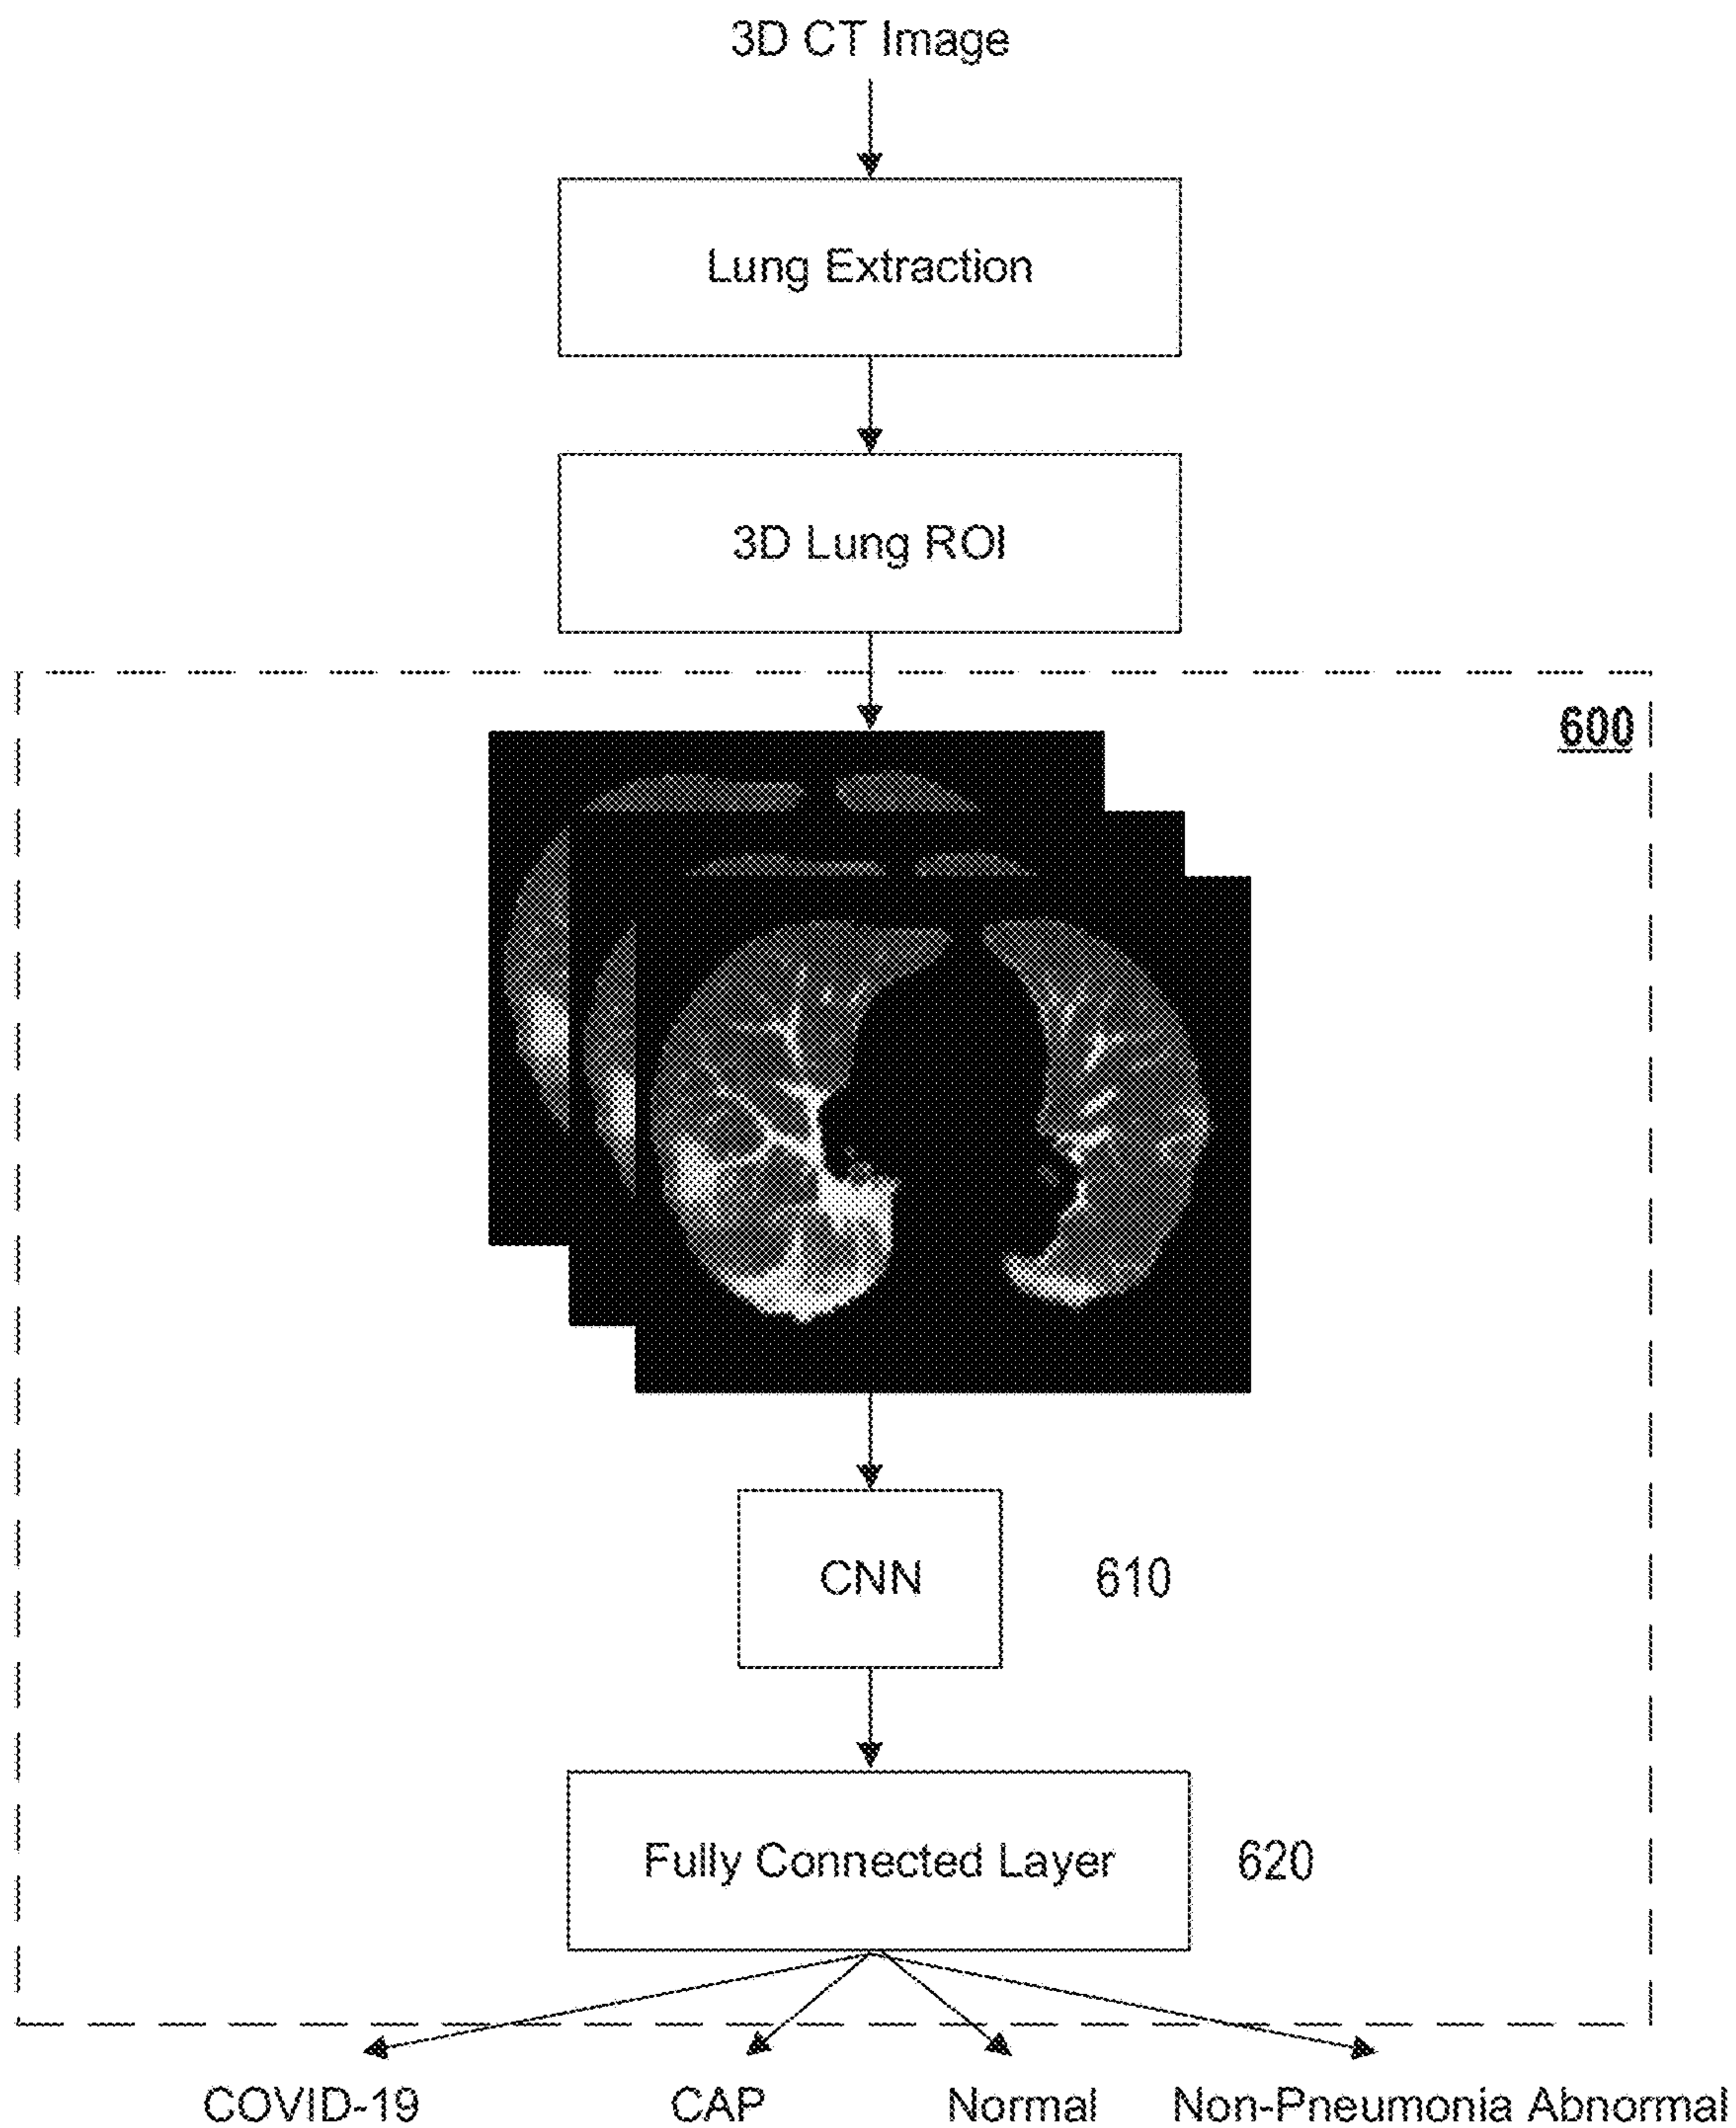 3D CT Image
Lung Extraction
3D Lung ROI
600
CNN
610
Fully Connected Layer
620
COVID-19
CAP
Normal
Non-Pneumonia Abnormal